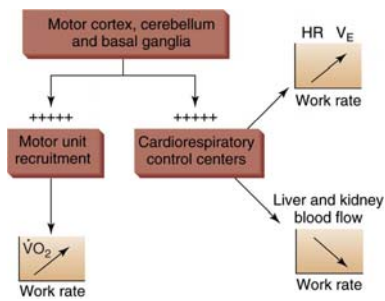 Motor cortex, cerebellum
and basal ganglia
HR VE
Work rate
+++++
+++++
Motor unit
recruitment
Cardiorespiratory
control centers
Liver and kidney
blood flow
V̇O2
Work rate
Work rate